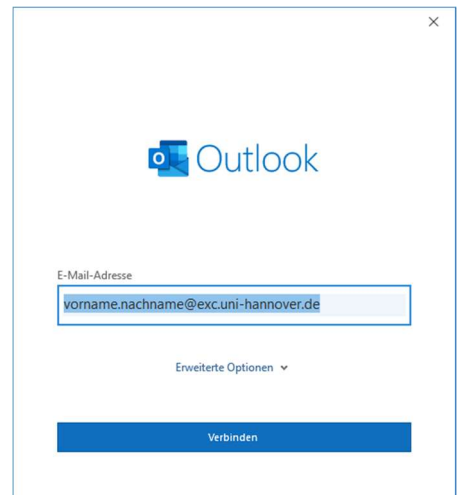 Outlook
E-Mail-Adresse
vorname.nachname@exc.uni-hannover.de
Erweiterte Optionen
Verbinden